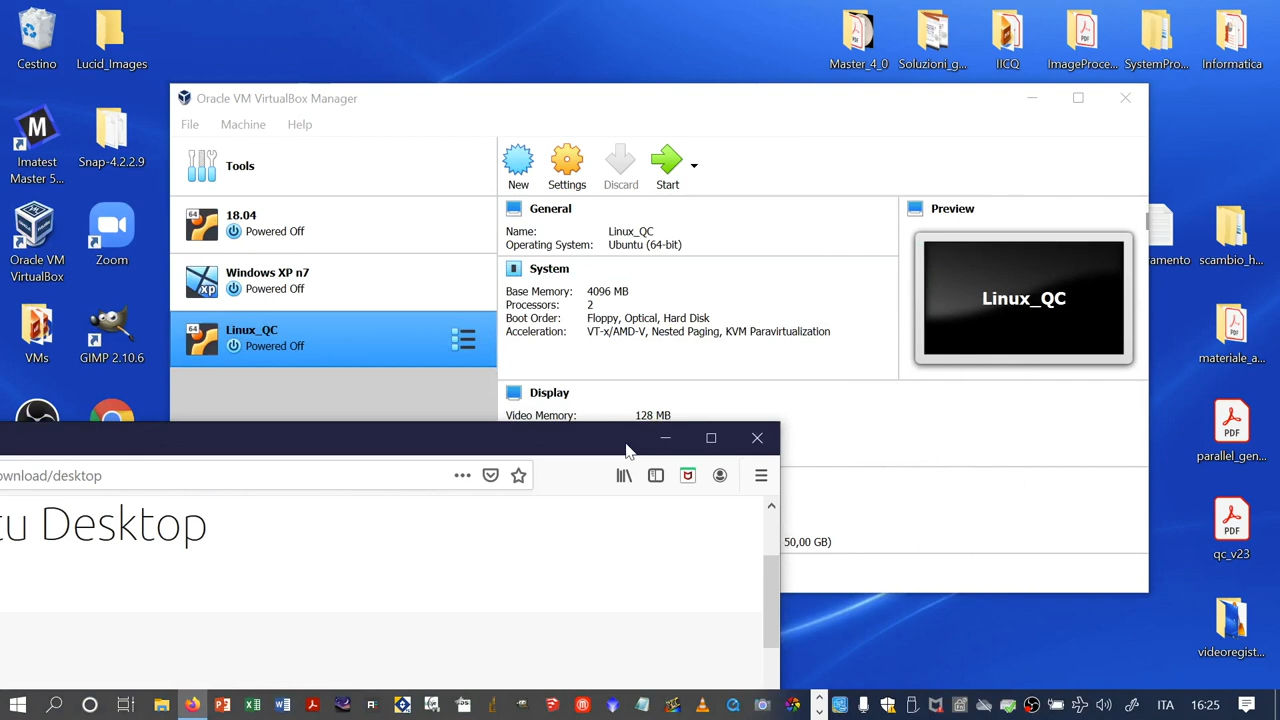 Cestino
Lucid_Images
Master_4_0
Soluzioni_g...
IICQ
ImageProce...
SystemPro...
Informatica
Oracle VM VirtualBox Manager
File Machine Help
M
Imatest
Master 5...
Snap-4.2.2.9
Tools
New
Settings
Discard
Start
64
18.04
Powered Off
General
Name: Linux_QC
Operating System: Ubuntu (64-bit)
Preview
Linux_QC
Oracle VM
VirtualBox
Zoom
xp
Windows XP n7
Powered Off
System
Base Memory: 4096 MB
Processors: 2
Boot Order: Floppy, Optical, Hard Disk
Acceleration: VT-x/AMD-V, Nested Paging, KVM Paravirtualization
amento
scambio_h...
64
Linux_QC
Powered Off
VMs
GIMP 2.10.6
materiale_a...
Display
Video Memory: 128 MB
PDF
parallel_gen...
ownload/desktop
tu Desktop
50,00 GB)
PDF
qc_v23
videoregist...
ITA 16:25